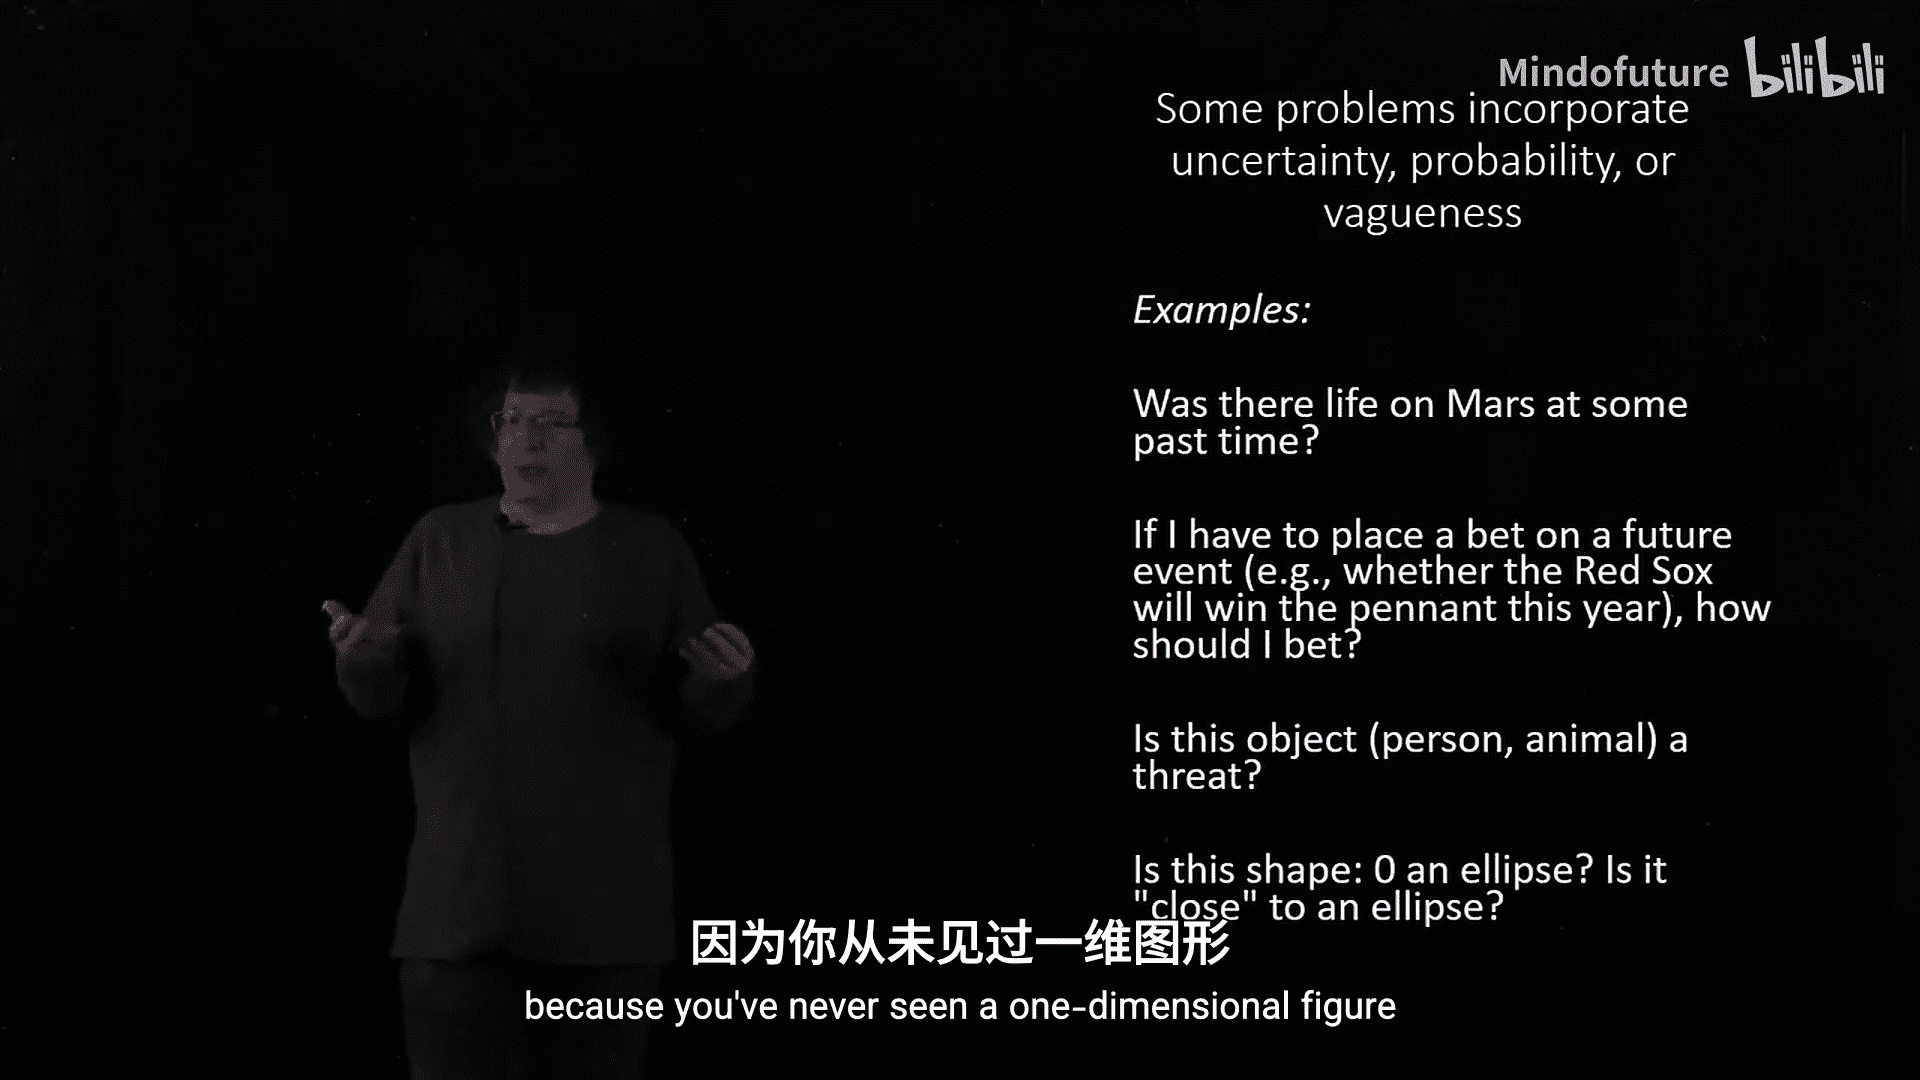 Mindofuture bilibili
Some problems incorporate
uncertainty, probability, or
vagueness
Examples:
Was there life on Mars at some
past time?
If I have to place a bet on a future
event (e.g., whether the Red Sox
will win the pennant this year), how
should I bet?
Is this object (person, animal) a
threat?
Is this shape: 0 an ellipse? Is it
"close" to an ellipse?
因为你从未见过一维图形
because you've never seen a one-dimensional figure